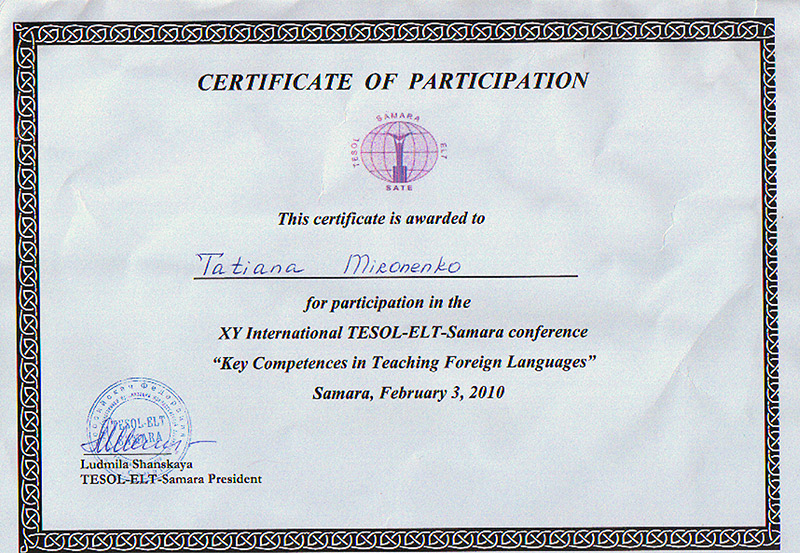 CERTIFICATE OF PARTICIPATION
TESOL SAMARA ELT
SATE
This certificate is awarded to
Tatiana Mironenko
for participation in the
XY International TESOL-ELT-Samara conference
“Key Competences in Teaching Foreign Languages”
Samara, February 3, 2010
TESOL-ELT
SAMARA
Ludmila Shanskaya
TESOL-ELT-Samara President